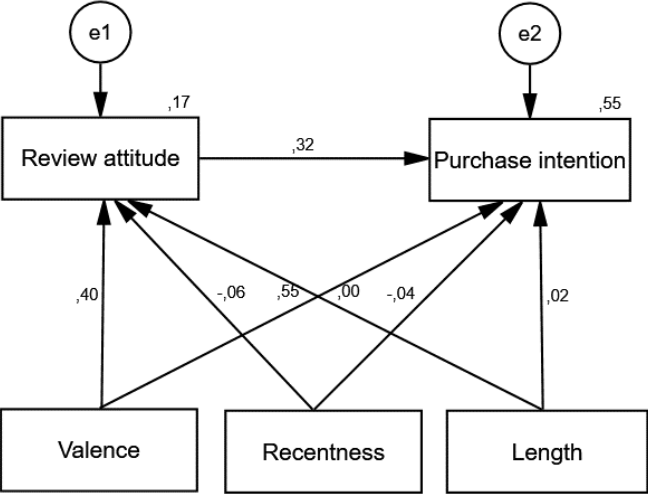 e1
e2
,17
,55
Review attitude
,32
Purchase intention
,40
-,06
,55
,00
-,04
,02
Valence
Recentness
Length